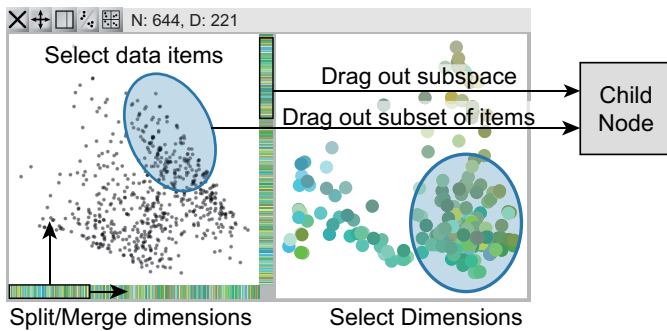 N: 644, D: 221
Select data items
Drag out subspace
Drag out subset of items
Child
Node
Split/Merge dimensions
Select Dimensions